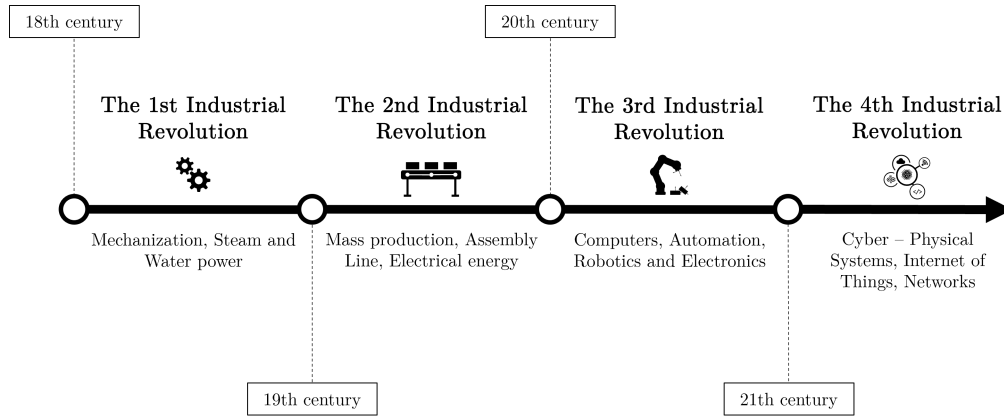 18th century
20th century
The 1st Industrial
Revolution
The 2nd Industrial
Revolution
The 3rd Industrial
Revolution
The 4th Industrial
Revolution
Mechanization, Steam and
Water power
Mass production, Assembly
Line, Electrical energy
Computers, Automation,
Robotics and Electronics
Cyber – Physical
Systems, Internet of
Things, Networks
19th century
21th century